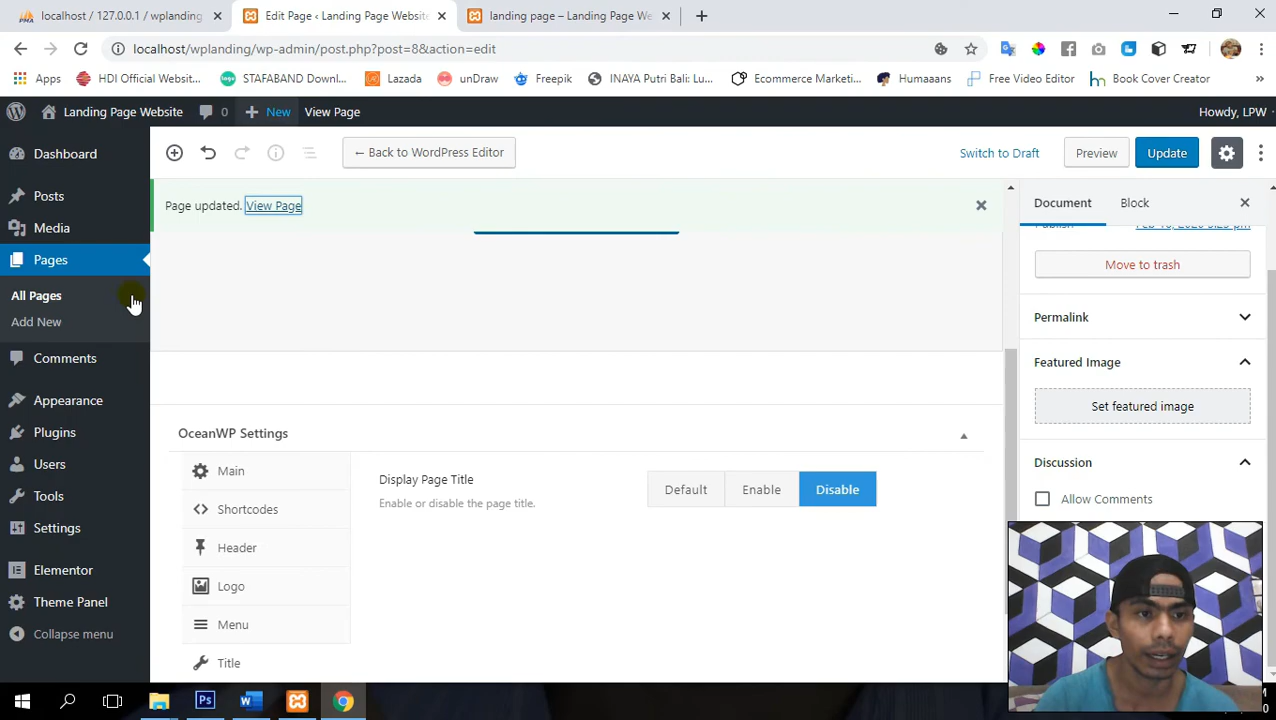 localhost / 127.0.0.1 / wplanding
Edit Page ‹ Landing Page Website
landing page – Landing Page We
localhost/wplanding/wp-admin/post.php?post=8&action=edit
Apps
HDI Official Websit...
STAFABAND Downl...
Lazada
unDraw
Freepik
INAYA Putri Bali: Lu...
Ecommerce Marketi...
Humaaans
Free Video Editor
Book Cover Creator
»
Landing Page Website
0
New
View Page
Howdy, LPW
Dashboard
Posts
Media
Pages
All Pages
Add New
Comments
Appearance
Plugins
Users
Tools
Settings
Elementor
Theme Panel
Collapse menu
← Back to WordPress Editor
Switch to Draft
Preview
Update
Page updated. View Page
Document
Block
Publish
Move to trash
Permalink
Featured Image
Set featured image
Discussion
Allow Comments
OceanWP Settings
Main
Shortcodes
Header
Logo
Menu
Title
Display Page Title
Enable or disable the page title.
Default
Enable
Disable